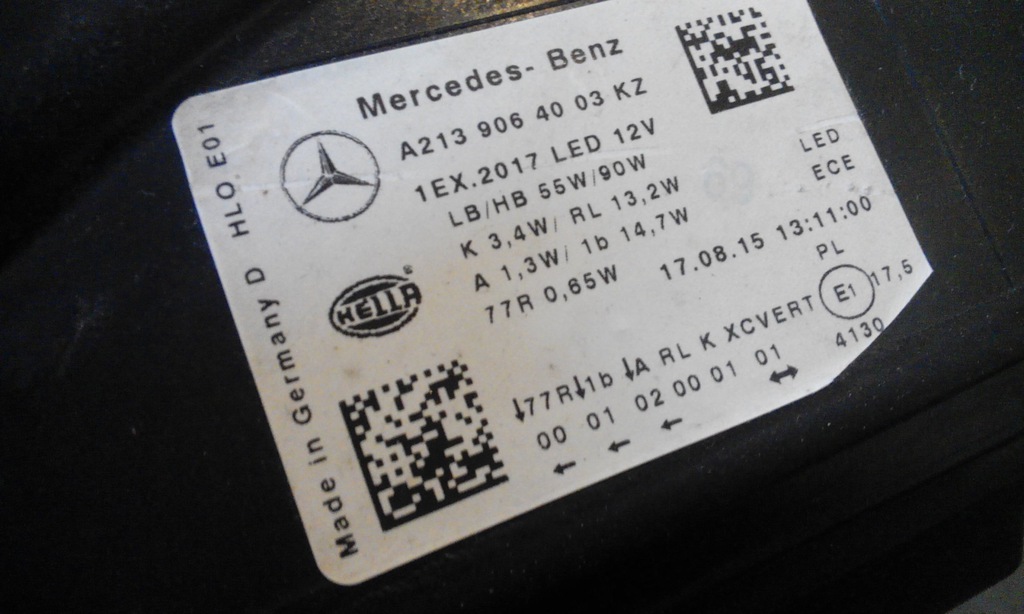 Mercedes- Benz
A213 906 40 03 KZ
1EX.2017 LED 12V
LB/HB 55W/90W
LED
K 3,4W/ RL 13,2W
ECE
A 1,3W/ 1b 14,7W
77R 0,65W
17.08.15 13:11:00
PL
HELLA
®
↓77R↓1b ↓A RL K XCVERT E1 17,5
00 01 02 00 01 01 4130
← ← ← ↔
Made in Germany D HLO E01